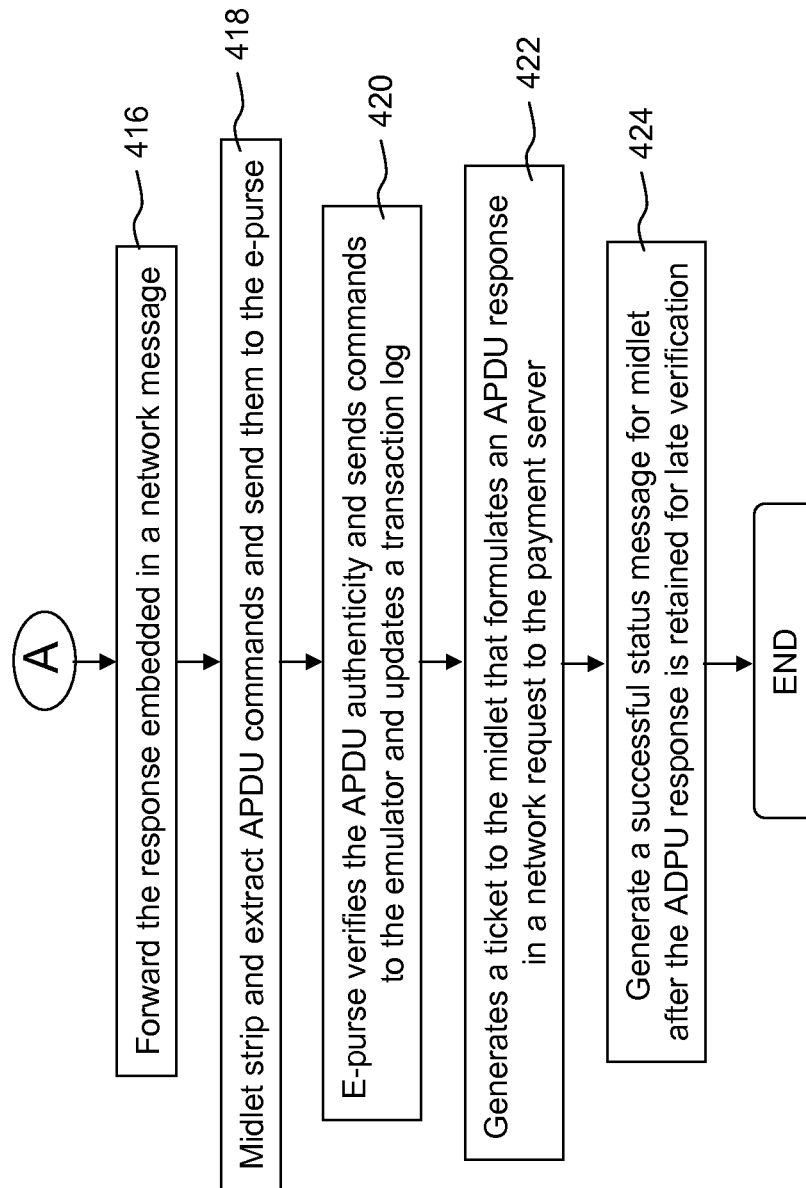 A
Forward the response embedded in a network message
416
Midlet strip and extract APDU commands and send them to the e-purse
418
E-purse verifies the APDU authenticity and sends commands
to the emulator and updates a transaction log
420
Generates a ticket to the midlet that formulates an APDU response
in a network request to the payment server
422
Generate a successful status message for midlet
after the ADPU response is retained for late verification
424
END